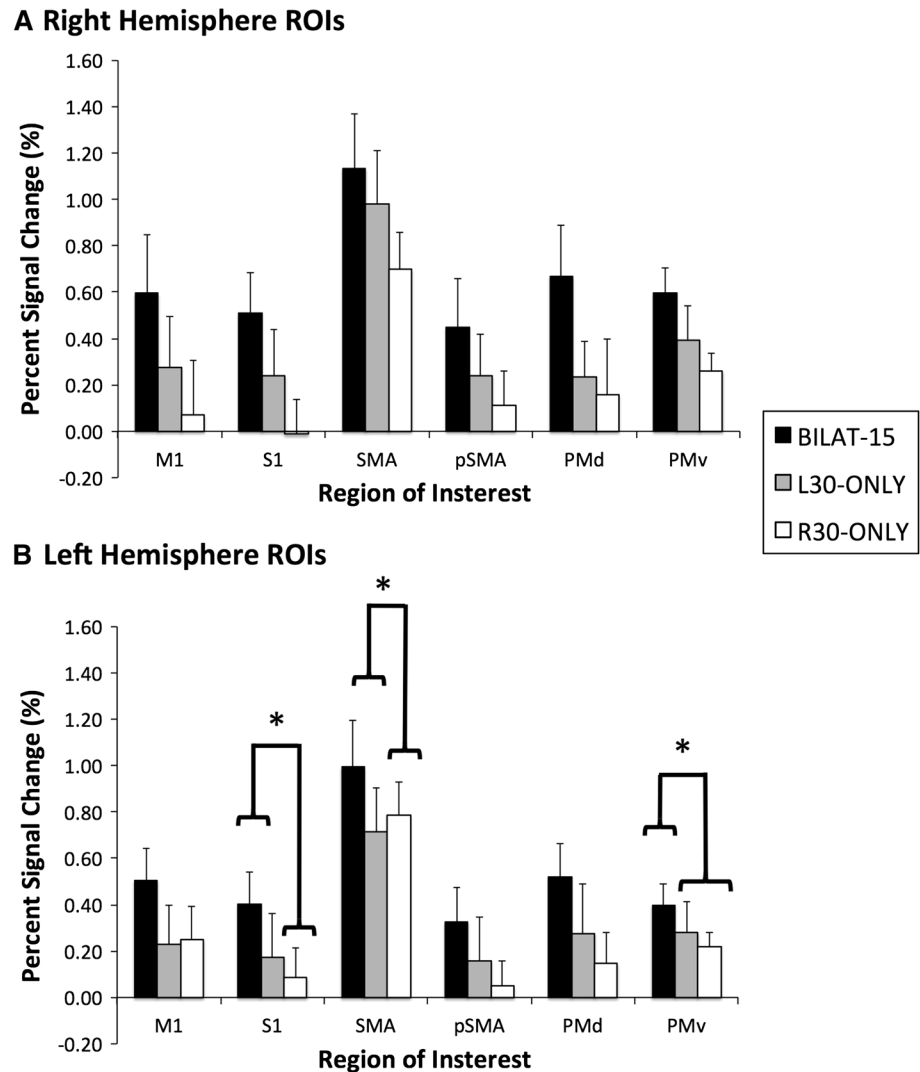 A Right Hemisphere ROIs
Percent Signal Change (%)
1.60
1.40
1.20
1.00
0.80
0.60
0.40
0.20
0.00
-0.20
M1 S1 SMA pSMA PMd PMv
Region of Insterest
BILAT-15
L30-ONLY
R30-ONLY
B Left Hemisphere ROIs
Percent Signal Change (%)
1.60
1.40
1.20
1.00
0.80
0.60
0.40
0.20
0.00
-0.20
* * *
M1 S1 SMA pSMA PMd PMv
Region of Insterest